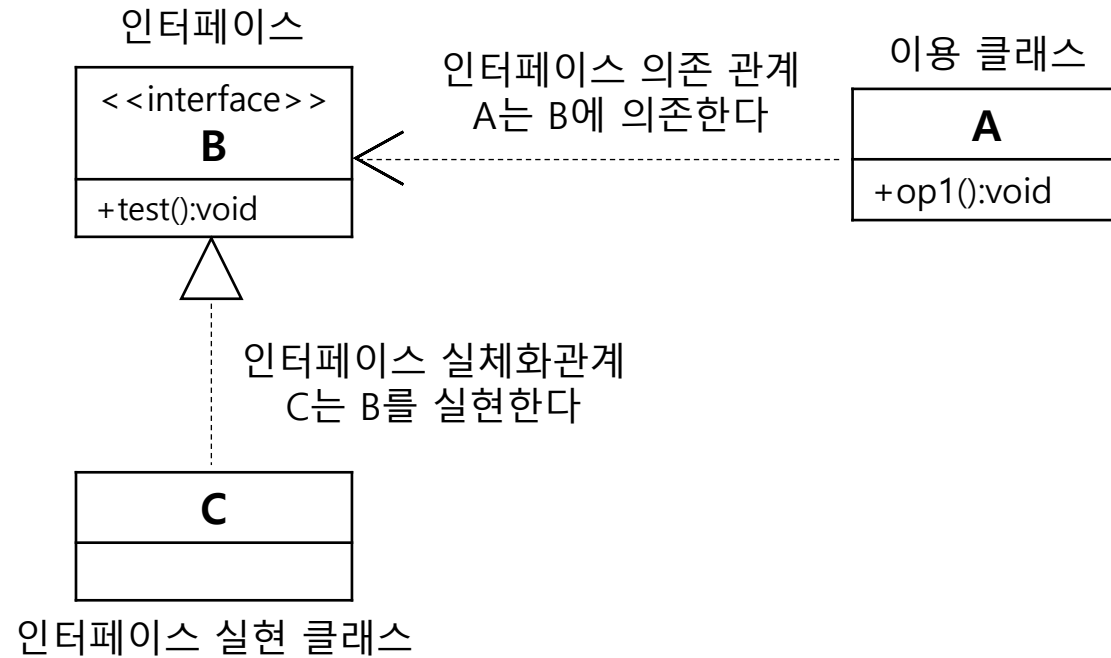 인터페이스
<<interface>>
B
+test():void
인터페이스 의존 관계
A는 B에 의존한다
이용 클래스
A
+op1():void
인터페이스 실체화관계
C는 B를 실현한다
C
인터페이스 실현 클래스